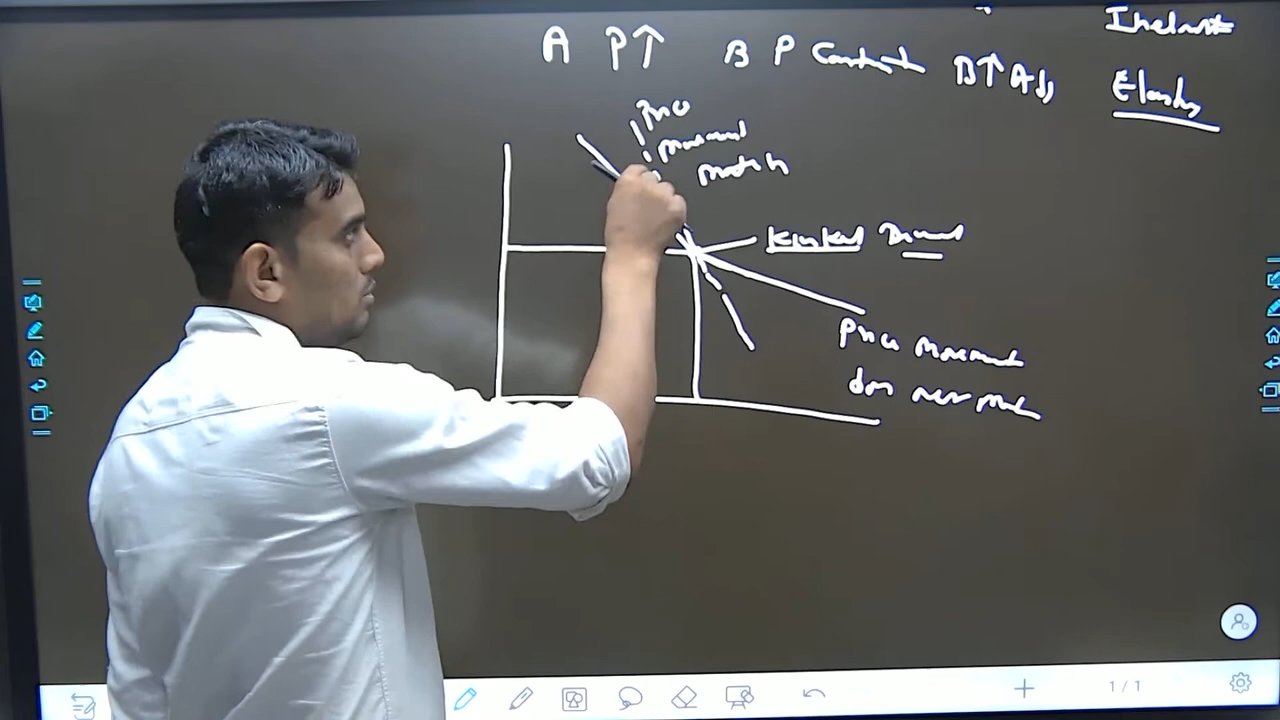 Inelastic
A P↑ B P Constant B↑ Adj Elastic
Price
Movement
Match
Kinked Demand
Price Movement
does not Match
1/1